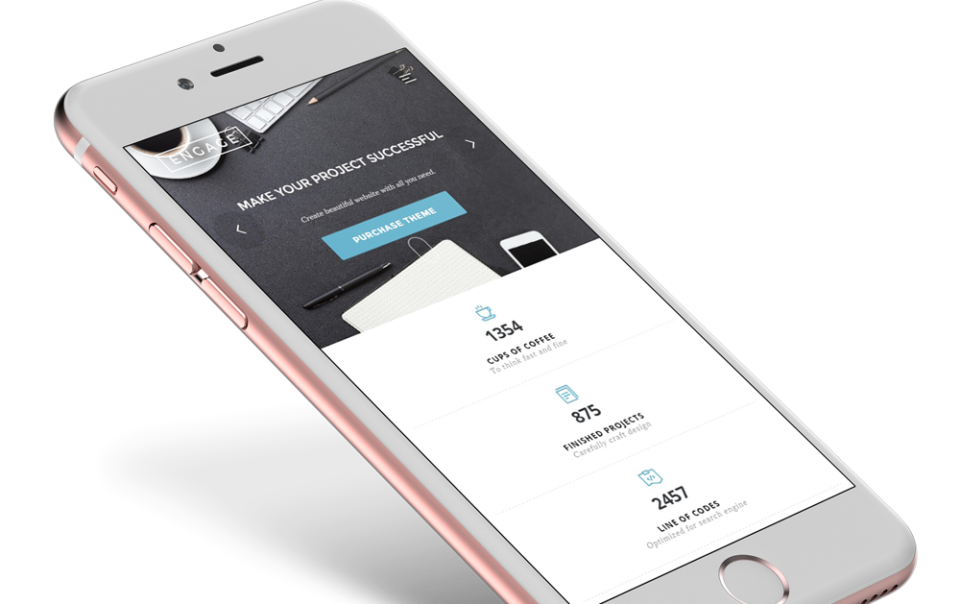 ENGAGE
MAKE YOUR PROJECT SUCCESSFUL
Create beautiful website with all you need.
PURCHASE THEME
1354
CUPS OF COFFEE
To think fast and fine
875
FINISHED PROJECTS
Carefully craft design
2457
LINE OF CODES
Optimized for search engine